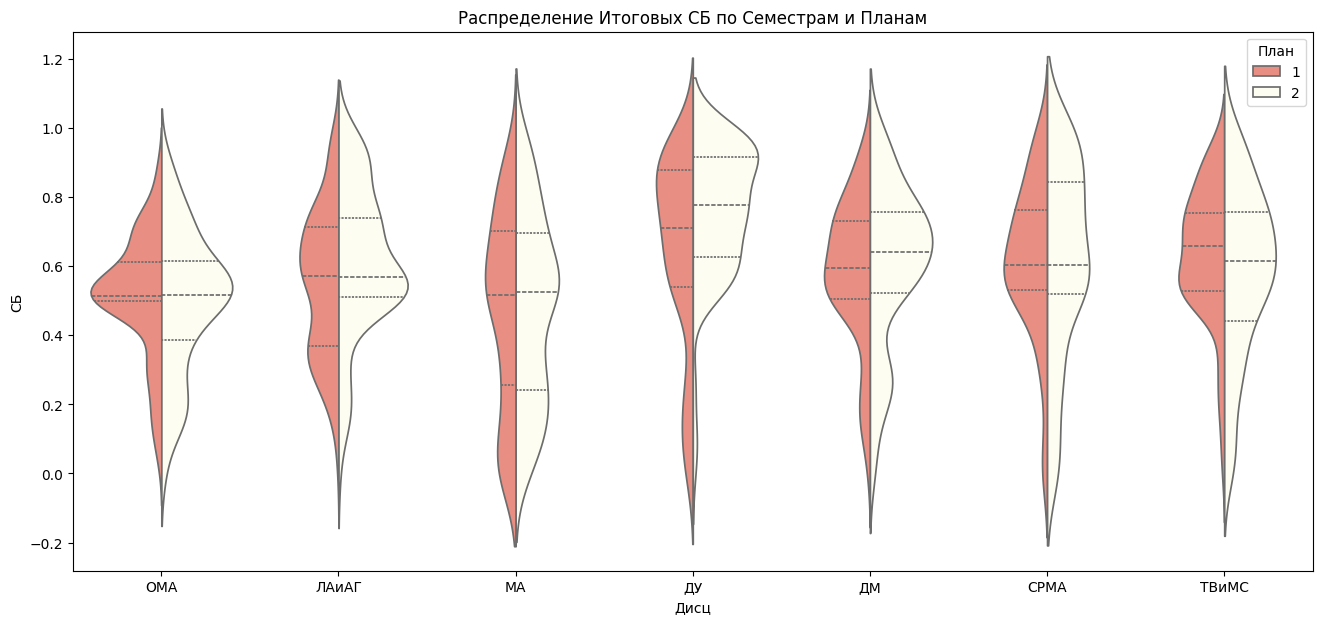 Распределение Итоговых СБ по Семестрам и Планам
План
1
2
1.2
1.0
0.8
0.6
0.4
0.2
0.0
−0.2
СБ
ОМА ЛАиАГ МА ДУ ДМ СРМА ТВиМС
Дисц